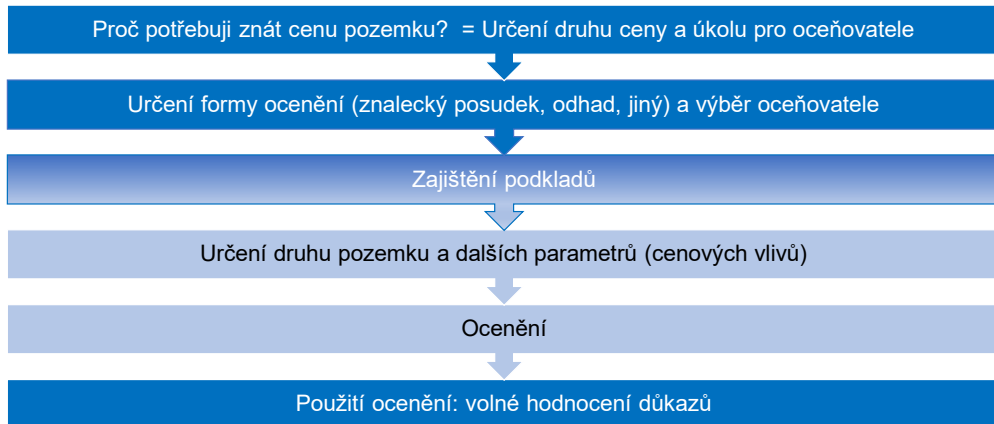 Proč potřebuji znát cenu pozemku?  = Určení druhu ceny a úkolu pro oceňovatele
Určení formy ocenění (znalecký posudek, odhad, jiný) a výběr oceňovatele
Zajištění podkladů
Určení druhu pozemku a dalších parametrů (cenových vlivů)
Ocenění
Použití ocenění: volné hodnocení důkazů